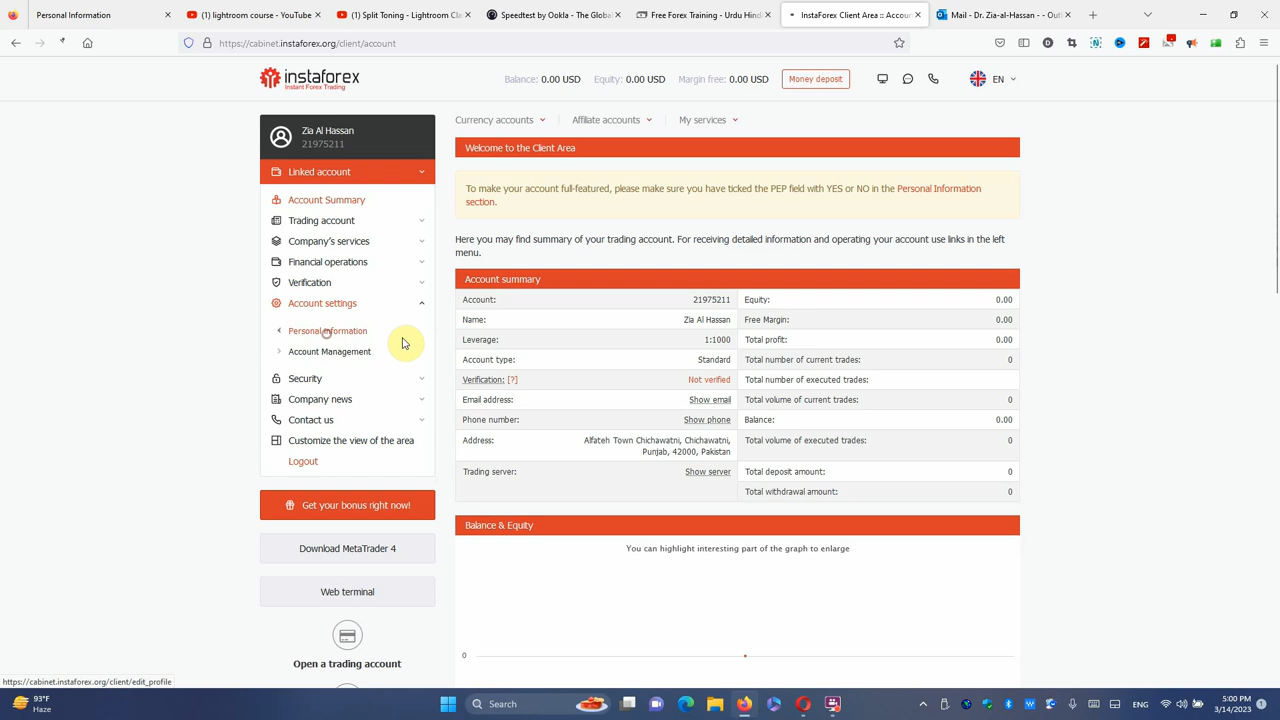 Personal Information
(1) lightroom course - YouTube
(1) Split Toning - Lightroom Cl
Speedtest by Ookla - The Globa
Free Forex Training - Urdu Hind
InstaForex Client Area :: Accou
Mail - Dr. Zia-al-Hassan - Outl
https://cabinet.instaforex.org/client/account
instaforex
Instant Forex Trading
Balance: 0.00 USD
Equity: 0.00 USD
Margin free: 0.00 USD
Money deposit
EN
Zia Al Hassan
21975211
Linked account
Account Summary
Trading account
Company's services
Financial operations
Verification
Account settings
Personal Information
Account Management
Security
Company news
Contact us
Customize the view of the area
Logout
Get your bonus right now!
Download MetaTrader 4
Web terminal
Open a trading account
Currency accounts
Affiliate accounts
My services
Welcome to the Client Area
To make your account full-featured, please make sure you have ticked the PEP field with YES or NO in the Personal Information
section.
Here you may find summary of your trading account. For receiving detailed information and operating your account use links in the left
menu.
Account summary
Account: 21975211 Equity: 0.00
Name: Zia Al Hassan Free Margin: 0.00
Leverage: 1:1000 Total profit: 0.00
Account type: Standard Total number of current trades: 0
Verification: [?] Not verified Total number of executed trades:
Email address: Show email Total volume of current trades: 0
Phone number: Show phone Balance: 0.00
Address: Alfateh Town Chichawatni, Chichawatni, Total volume of executed trades: 0
Punjab, 42000, Pakistan
Trading server: Show server Total deposit amount: 0
Total withdrawal amount: 0
Balance & Equity
You can highlight interesting part of the graph to enlarge
0
https://cabinet.instaforex.org/client/edit_profile
93°F
Haze
Search
5:00 PM
3/14/2023